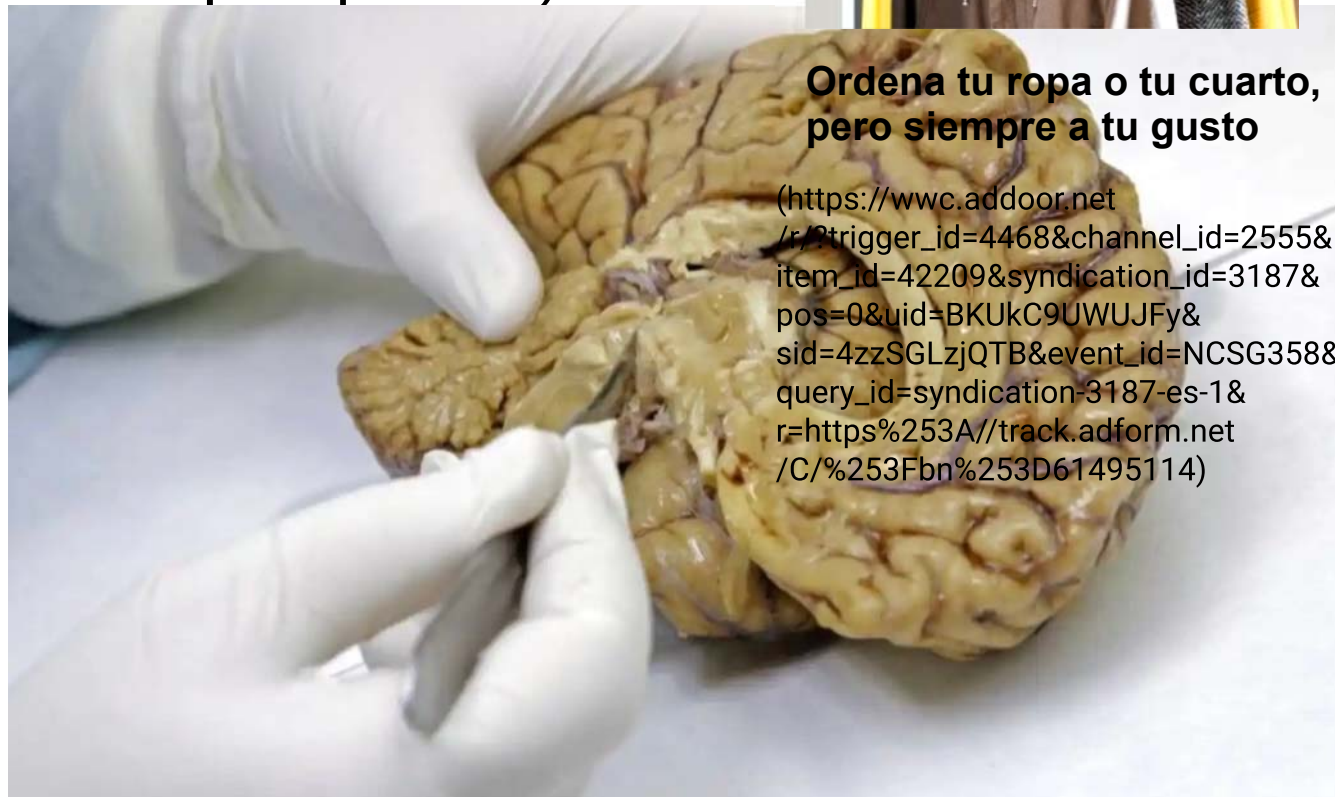 Ordena tu ropa o tu cuarto,
pero siempre a tu gusto
(https://wwc.addoor.net
/r/?trigger_id=4468&channel_id=2555&
item_id=42209&syndication_id=3187&
pos=0&uid=BKUkC9UWUJFy&
sid=4zzSGLzjQTB&event_id=NCSG358&
query_id=syndication-3187-es-1&
r=https%253A//track.adform.net
/C/%253Fbn%253D61495114)